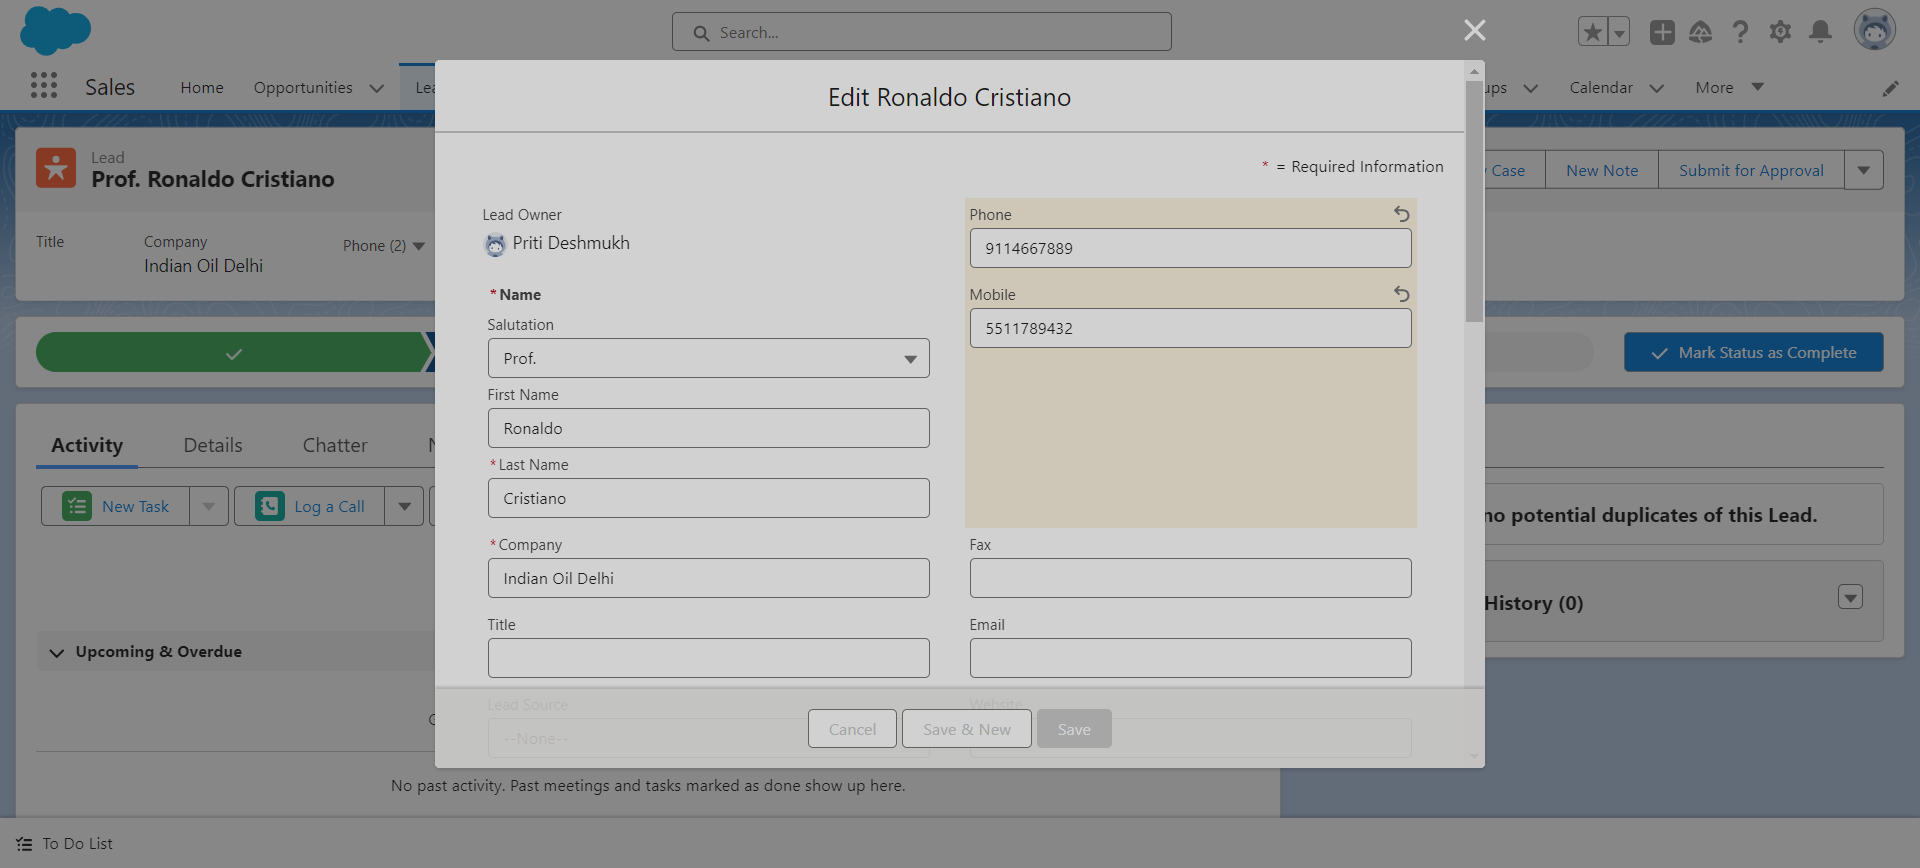 Search...
Sales
Home
Opportunities
Lea
ups
Calendar
More
Edit Ronaldo Cristiano
* = Required Information
Lead
Prof. Ronaldo Cristiano
Case
New Note
Submit for Approval
Title
Company
Indian Oil Delhi
Phone (2)
Lead Owner
Priti Deshmukh
* Name
Salutation
Prof.
First Name
Ronaldo
* Last Name
Cristiano
* Company
Indian Oil Delhi
Title
Lead Source
--None--
Phone
9114667889
Mobile
5511789432
Fax
Email
Website
Cancel
Save & New
Save
Mark Status as Complete
Activity
Details
Chatter
N
New Task
Log a Call
no potential duplicates of this Lead.
History (0)
Upcoming & Overdue
No past activity. Past meetings and tasks marked as done show up here.
To Do List